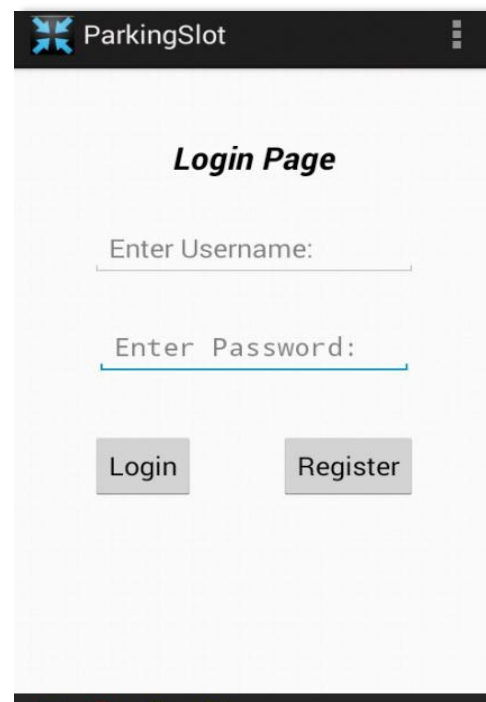 ParkingSlot
Login Page
Enter Username:
Enter Password:
Login Register